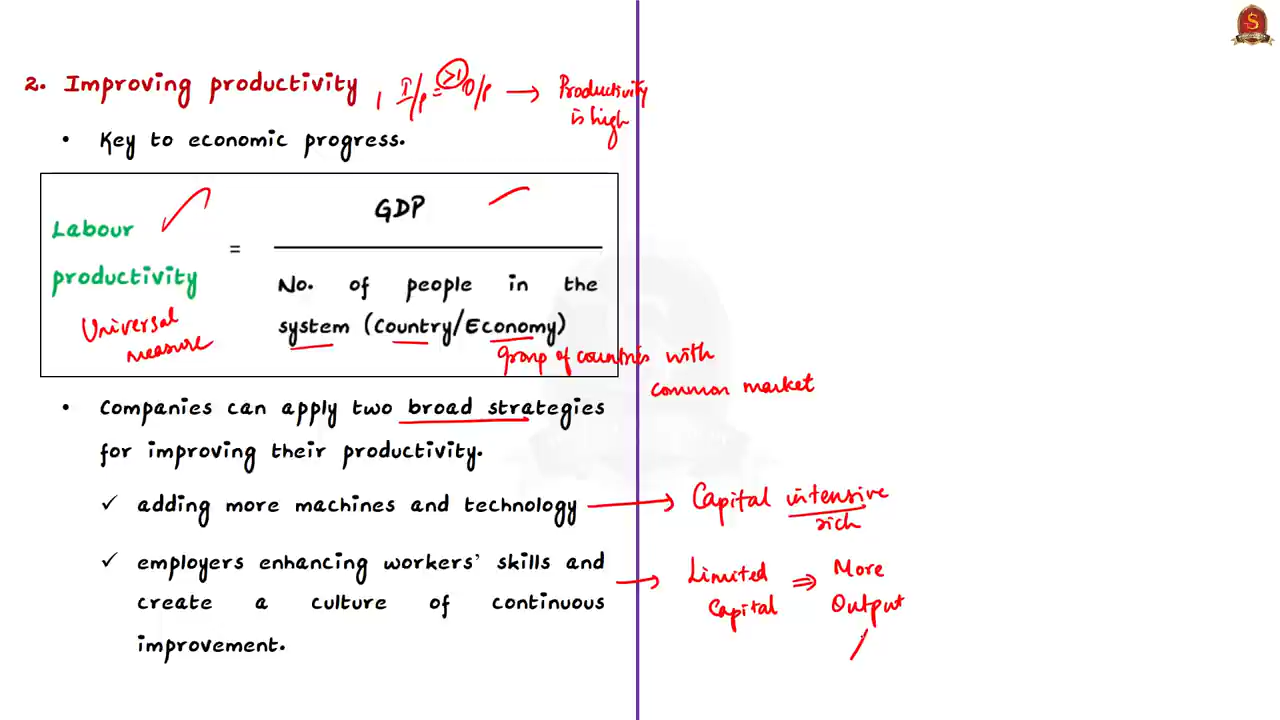 2. Improving productivity
1 I/p = >1 O/p → Productivity
is high
• Key to economic progress.
GDP
Labour
productivity
=
No. of people in the
system (Country/Economy)
Universal
measure
group of countries with
common market
• Companies can apply two broad strategies
for improving their productivity.
✓ adding more machines and technology → Capital intensive
rich
✓ employers enhancing workers' skills and
create a culture of continuous
improvement.
→ Limited ⇒ More
Capital Output